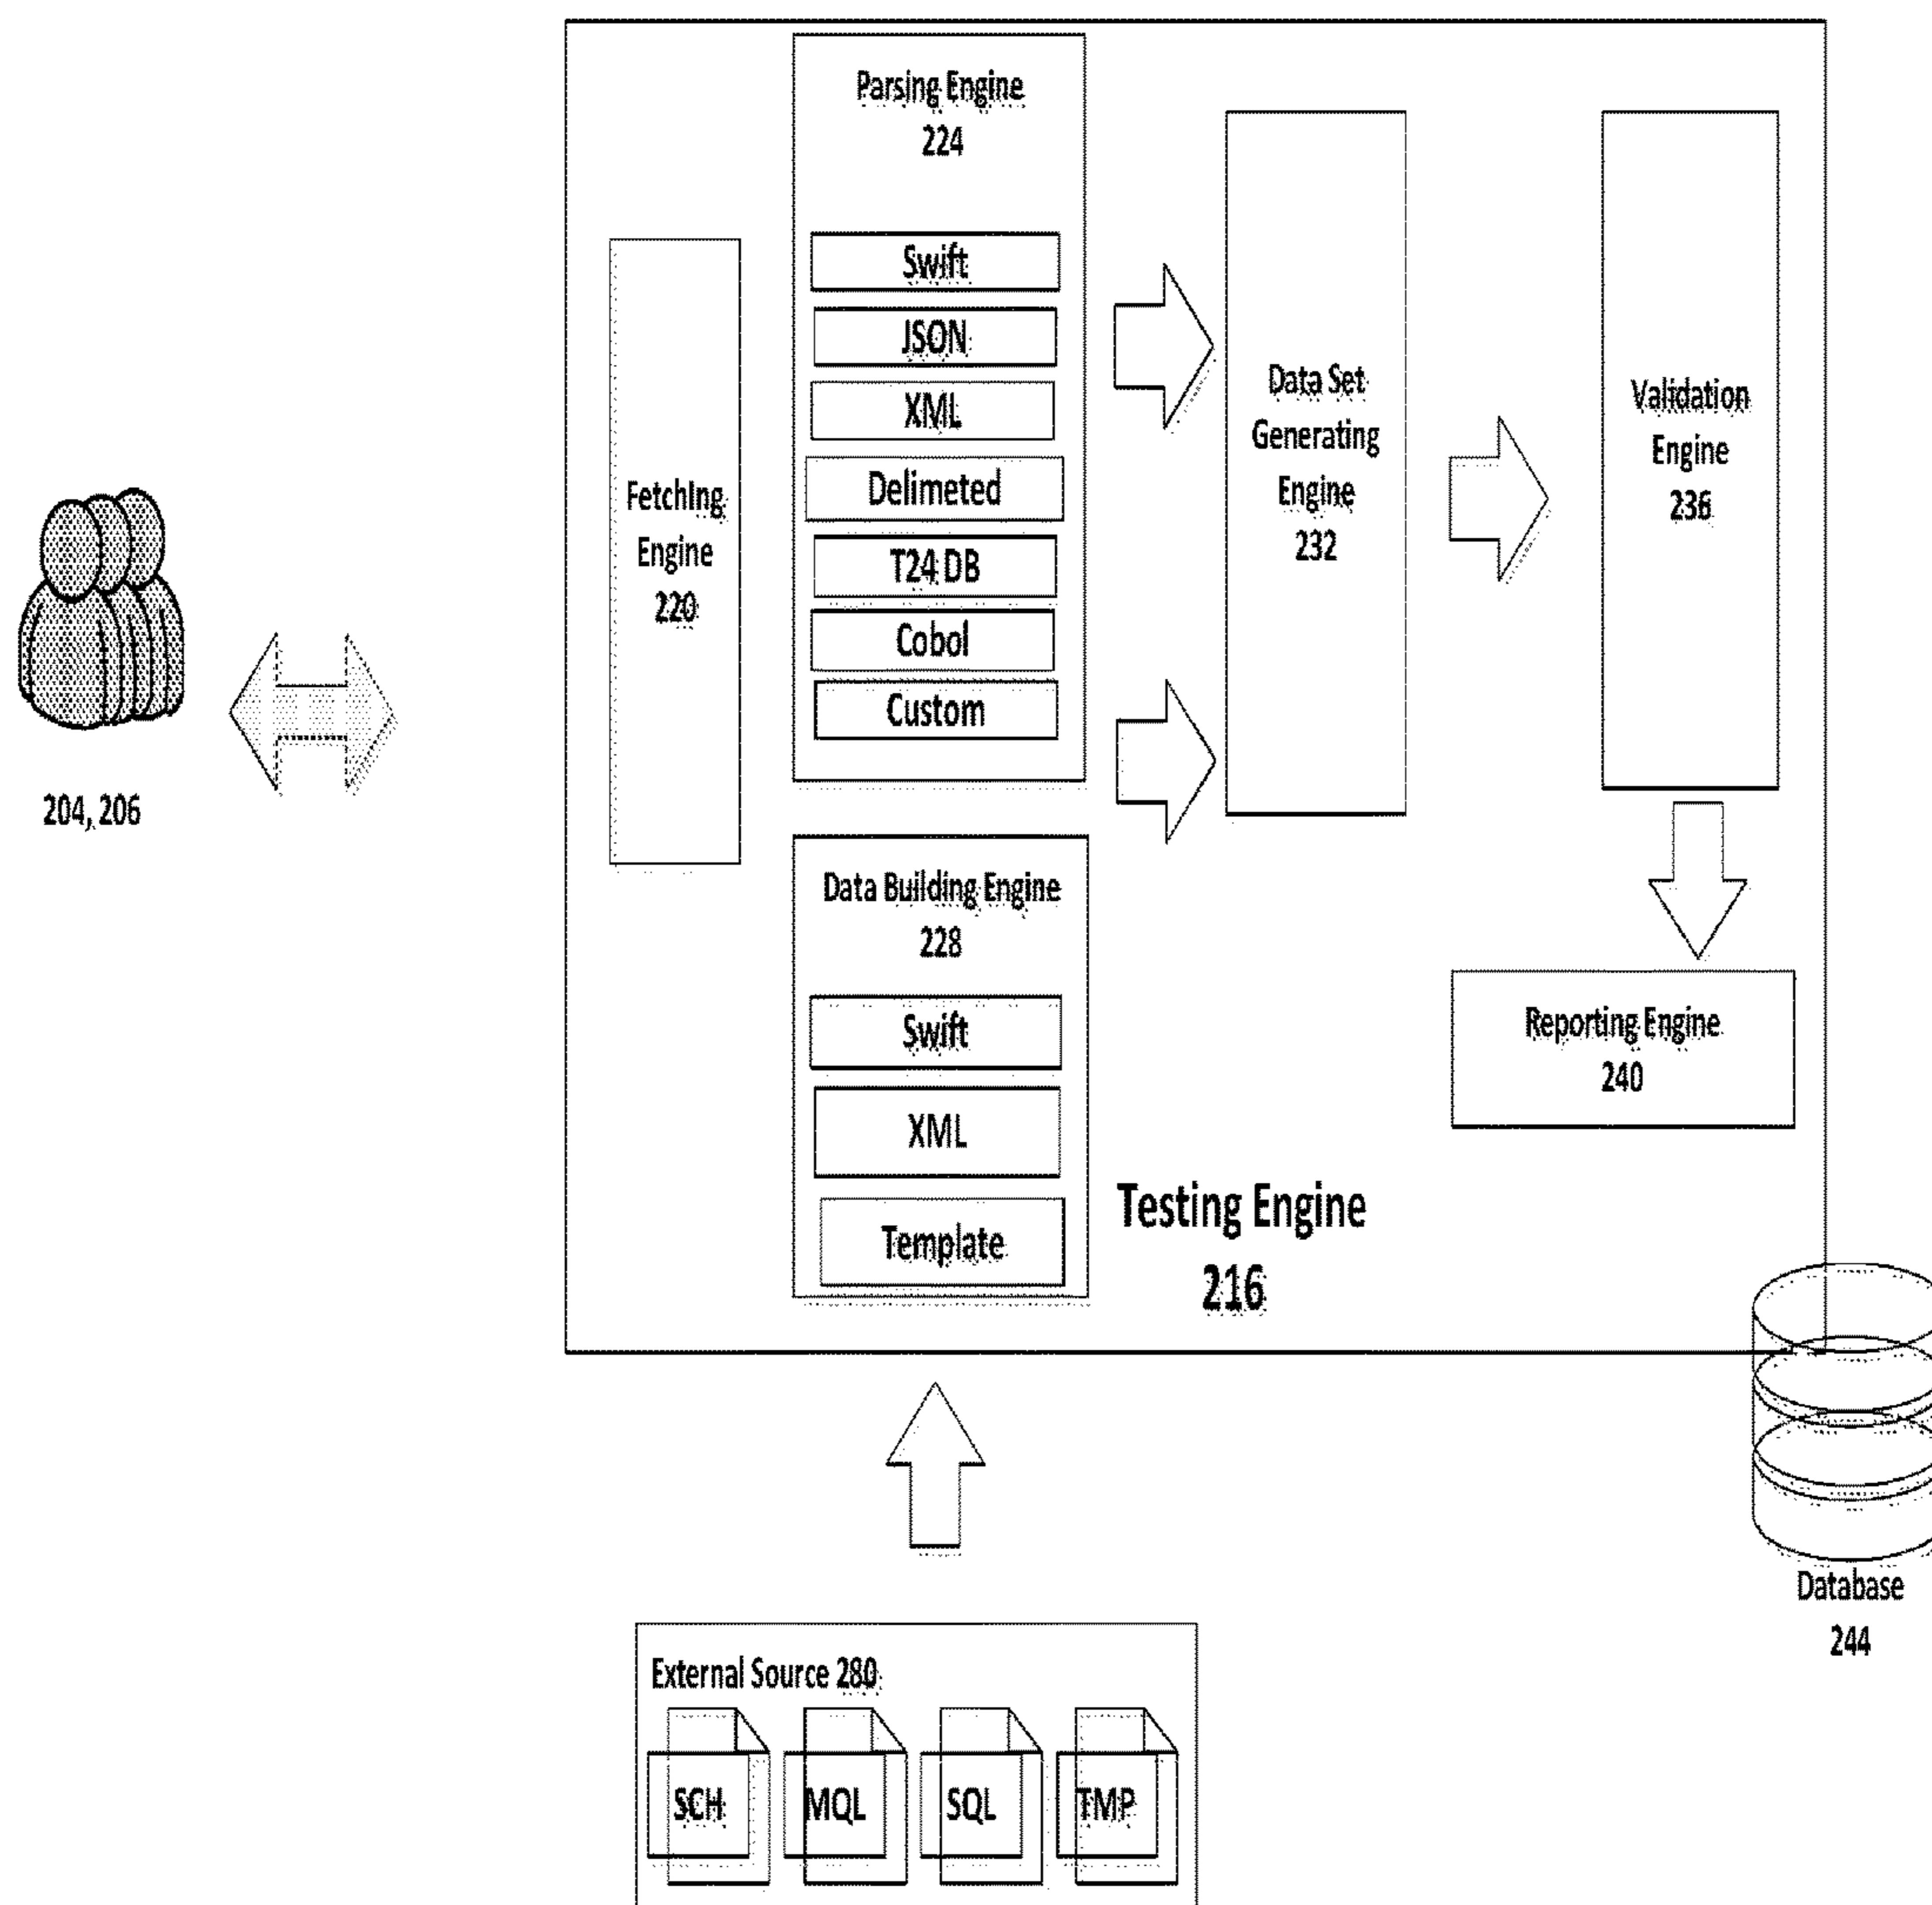 Parsing Engine
224
Swift
JSON
XML
Delimeted
T24 DB
Cobol
Custom
Fetching
Engine
220
Data Set
Generating
Engine
232
Validation
Engine
236
204, 206
Data Building Engine
228
Swift
XML
Template
Reporting Engine
240
Testing Engine
216
Database
244
External Source 280
SCH
MQL
SQL
TMP